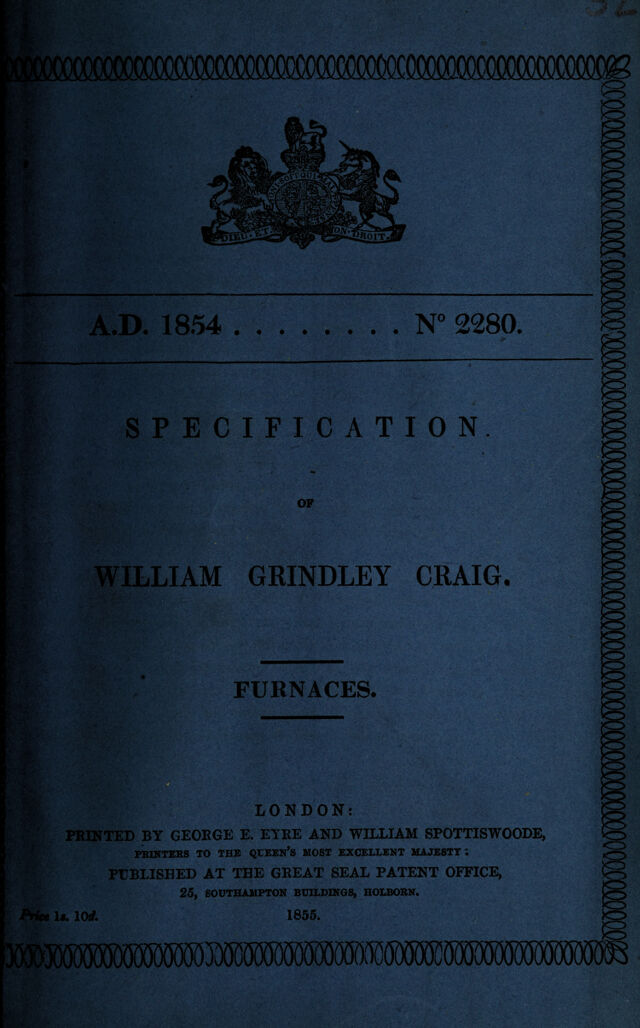 DIEU ET MON DROIT.
A.D. 1854 . . . . . . . . . Nº 2280.
SPECIFICATION
OF
WILLIAM GRINDLEY CRAIG.
FURNACES.
LONDON:
PRINTED BY GEORGE E. EYRE AND WILLIAM SPOTTISWOODE,
PRINTERS TO THE QUEEN'S MOST EXCELLENT MAJESTY:
PUBLISHED AT THE GREAT SEAL PATENT OFFICE,
25, SOUTHAMPTON BUILDINGS, HOLBORN.
Price 1s. 10d.
1855.